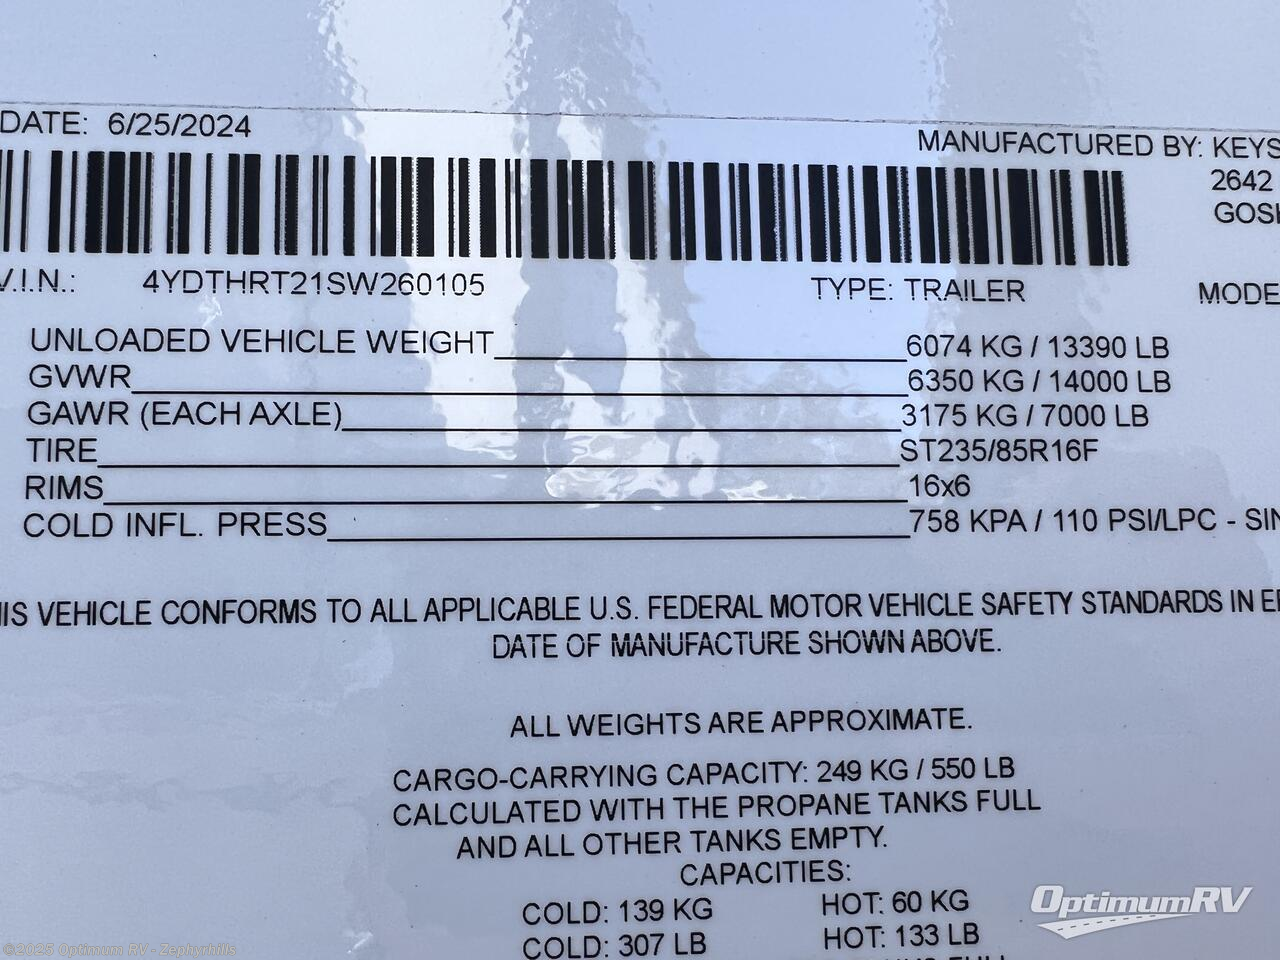 DATE: 6/25/2024
MANUFACTURED BY: KEYS
2642
GOSH
V.I.N.: 4YDTHRT21SW260105 TYPE: TRAILER MODE
UNLOADED VEHICLE WEIGHT 6074 KG / 13390 LB
GVWR 6350 KG / 14000 LB
GAWR (EACH AXLE) 3175 KG / 7000 LB
TIRE ST235/85R16F
RIMS 16x6
COLD INFL. PRESS 758 KPA / 110 PSI/LPC - SIN
HIS VEHICLE CONFORMS TO ALL APPLICABLE U.S. FEDERAL MOTOR VEHICLE SAFETY STANDARDS IN EF
DATE OF MANUFACTURE SHOWN ABOVE.
ALL WEIGHTS ARE APPROXIMATE.
CARGO-CARRYING CAPACITY: 249 KG / 550 LB
CALCULATED WITH THE PROPANE TANKS FULL
AND ALL OTHER TANKS EMPTY.
CAPACITIES:
COLD: 139 KG HOT: 60 KG
COLD: 307 LB HOT: 133 LB
OptimumRV
©2025 Optimum RV - Zephyrhills